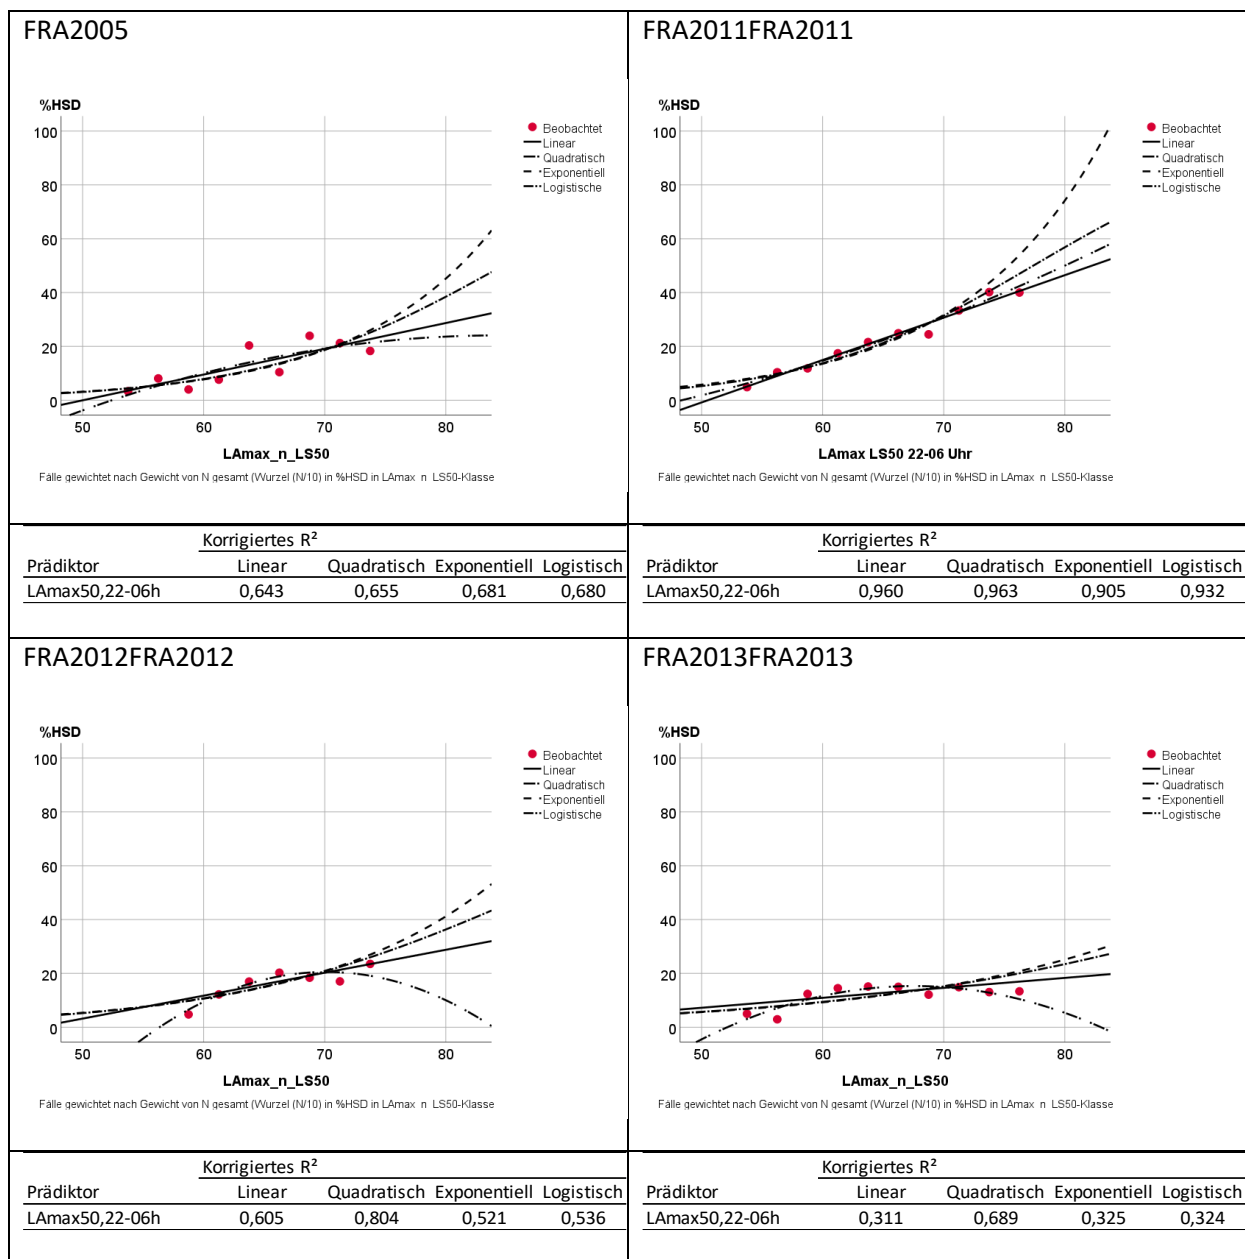 FRA2005
%HSD
100
80
60
40
20
0
50 60 70 80
LAmax_n_LS50
Beobachtet
Linear
Quadratisch
Exponentiell
Logistische
Fälle gewichtet nach Gewicht von N gesamt (Wurzel (N/10) in %HSD in LAmax_n_LS50-Klasse
Korrigiertes R²
Prädiktor Linear Quadratisch Exponentiell Logistisch
LAmax50,22-06h 0,643 0,655 0,681 0,680
FRA2011FRA2011
%HSD
100
80
60
40
20
0
50 60 70 80
LAmax LS50 22-06 Uhr
Beobachtet
Linear
Quadratisch
Exponentiell
Logistische
Fälle gewichtet nach Gewicht von N gesamt (Wurzel (N/10) in %HSD in LAmax_n_LS50-Klasse
Korrigiertes R²
Prädiktor Linear Quadratisch Exponentiell Logistisch
LAmax50,22-06h 0,960 0,963 0,905 0,932
FRA2012FRA2012
%HSD
100
80
60
40
20
0
50 60 70 80
LAmax_n_LS50
Beobachtet
Linear
Quadratisch
Exponentiell
Logistische
Fälle gewichtet nach Gewicht von N gesamt (Wurzel (N/10) in %HSD in LAmax_n_LS50-Klasse
Korrigiertes R²
Prädiktor Linear Quadratisch Exponentiell Logistisch
LAmax50,22-06h 0,605 0,804 0,521 0,536
FRA2013FRA2013
%HSD
100
80
60
40
20
0
50 60 70 80
LAmax_n_LS50
Beobachtet
Linear
Quadratisch
Exponentiell
Logistische
Fälle gewichtet nach Gewicht von N gesamt (Wurzel (N/10) in %HSD in LAmax_n_LS50-Klasse
Korrigiertes R²
Prädiktor Linear Quadratisch Exponentiell Logistisch
LAmax50,22-06h 0,311 0,689 0,325 0,324